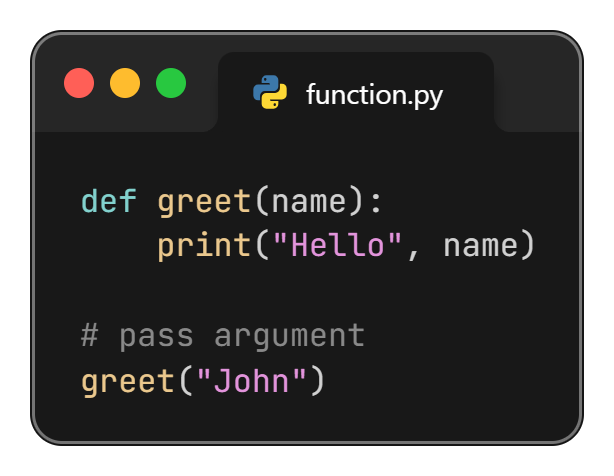 function.py
def greet(name):
    print("Hello", name)
# pass argument
greet("John")